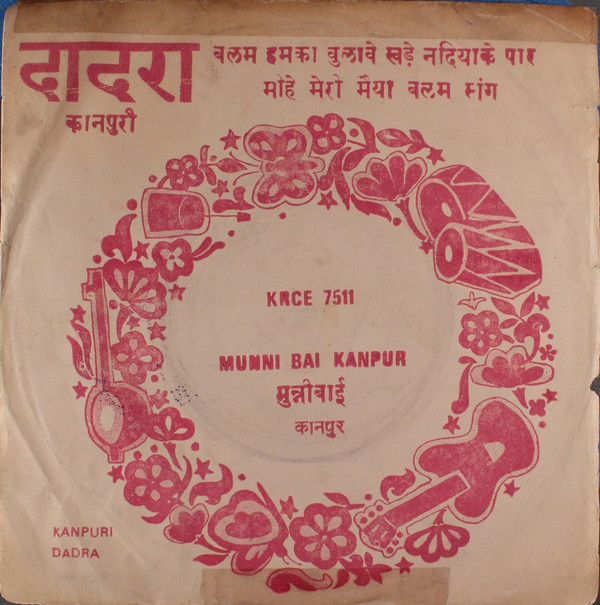 दादरा
बलम हमका बुलावे खड़े नदियाके पार
मोहे मेरो मैया बलम मांग
कानपुरी
KRCE 7511
MUNNI BAI KANPUR
मुन्नीबाई
कानपुर
KANPURI
DADRA